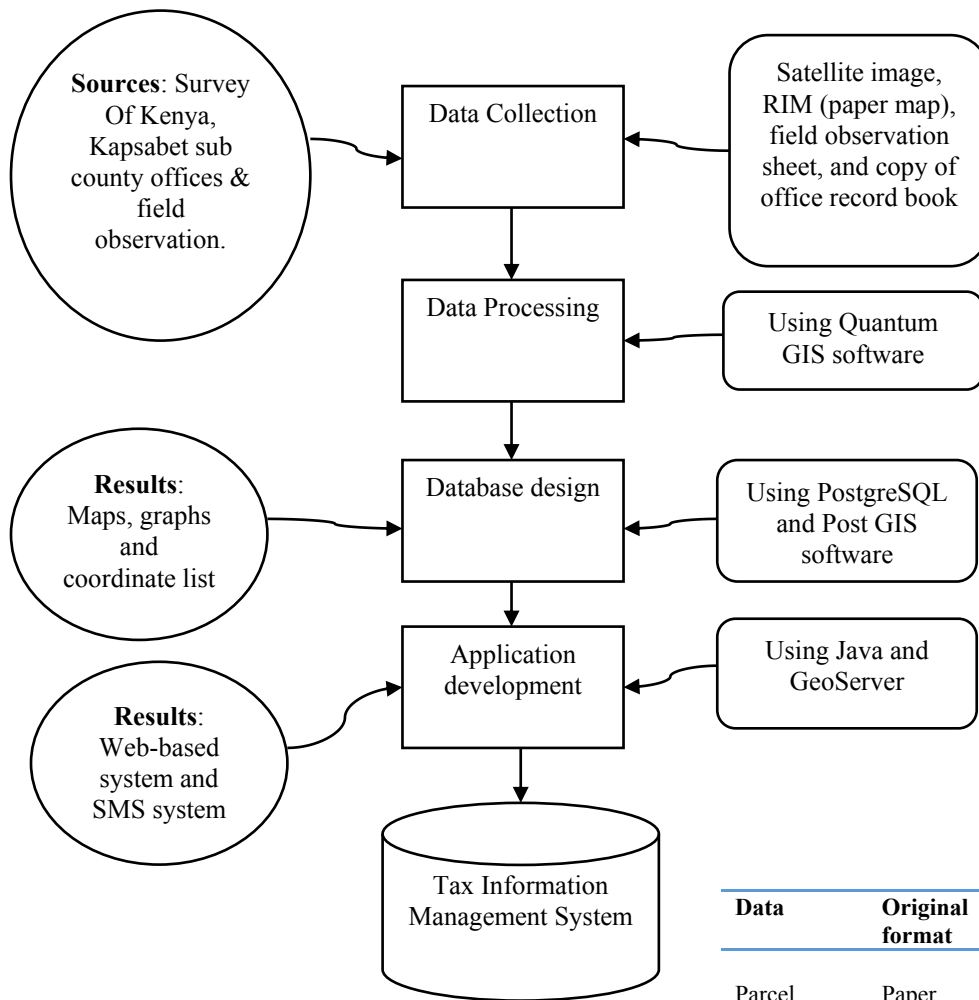 Sources: Survey
Of Kenya,
Kapsabet sub
county offices &
field
observation.
Data Collection
Satellite image,
RIM (paper map),
field observation
sheet, and copy of
office record book
Data Processing
Using Quantum
GIS software
Results:
Maps, graphs
and
coordinate list
Database design
Using PostgreSQL
and Post GIS
software
Results:
Web-based
system and
SMS system
Application
development
Using Java and
GeoServer
Tax Information
Management System
Data Original
format
Parcel Paper